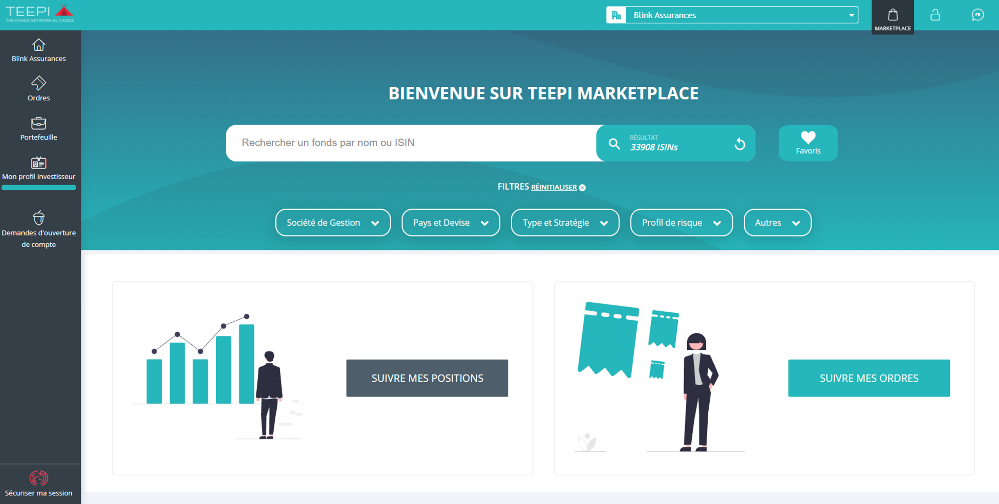 TEEPI
THE FUNDS NETWORK by CACEIS
Blink Assurances
MARKETPLACE
FR
Blink Assurances
Ordres
Portefeuille
Mon profil investisseur
Demandes d'ouverture
de compte
Sécuriser ma session
BIENVENUE SUR TEEPI MARKETPLACE
Rechercher un fonds par nom ou ISIN
RÉSULTAT
33908 ISINs
Favoris
FILTRES RÉINITIALISER
Société de Gestion
Pays et Devise
Type et Stratégie
Profil de risque
Autres
SUIVRE MES POSITIONS
SUIVRE MES ORDRES